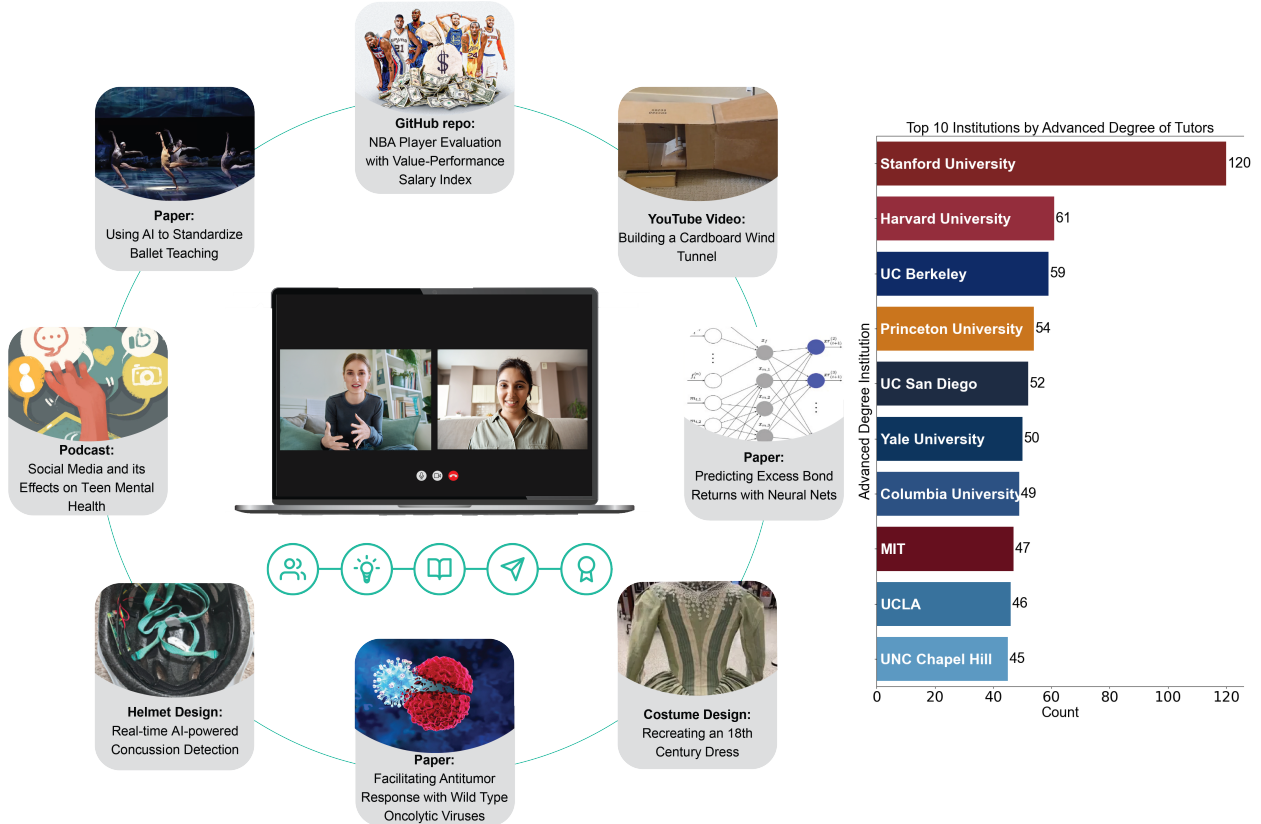 GitHub repo:
NBA Player Evaluation
with Value-Performance
Salary Index
Paper:
Using AI to Standardize
Ballet Teaching
YouTube Video:
Building a Cardboard Wind
Tunnel
Podcast:
Social Media and its
Effects on Teen Mental
Health
Paper:
Predicting Excess Bond
Returns with Neural Nets
Helmet Design:
Real-time AI-powered
Concussion Detection
Paper:
Facilitating Antitumor
Response with Wild Type
Oncolytic Viruses
Costume Design:
Recreating an 18th
Century Dress
Top 10 Institutions by Advanced Degree of Tutors
Advanced Degree Institution
Stanford University 120
Harvard University 61
UC Berkeley 59
Princeton University 54
UC San Diego 52
Yale University 50
Columbia University 49
MIT 47
UCLA 46
UNC Chapel Hill 45
0 20 40 60 80 100 120
Count
21
$
24
7